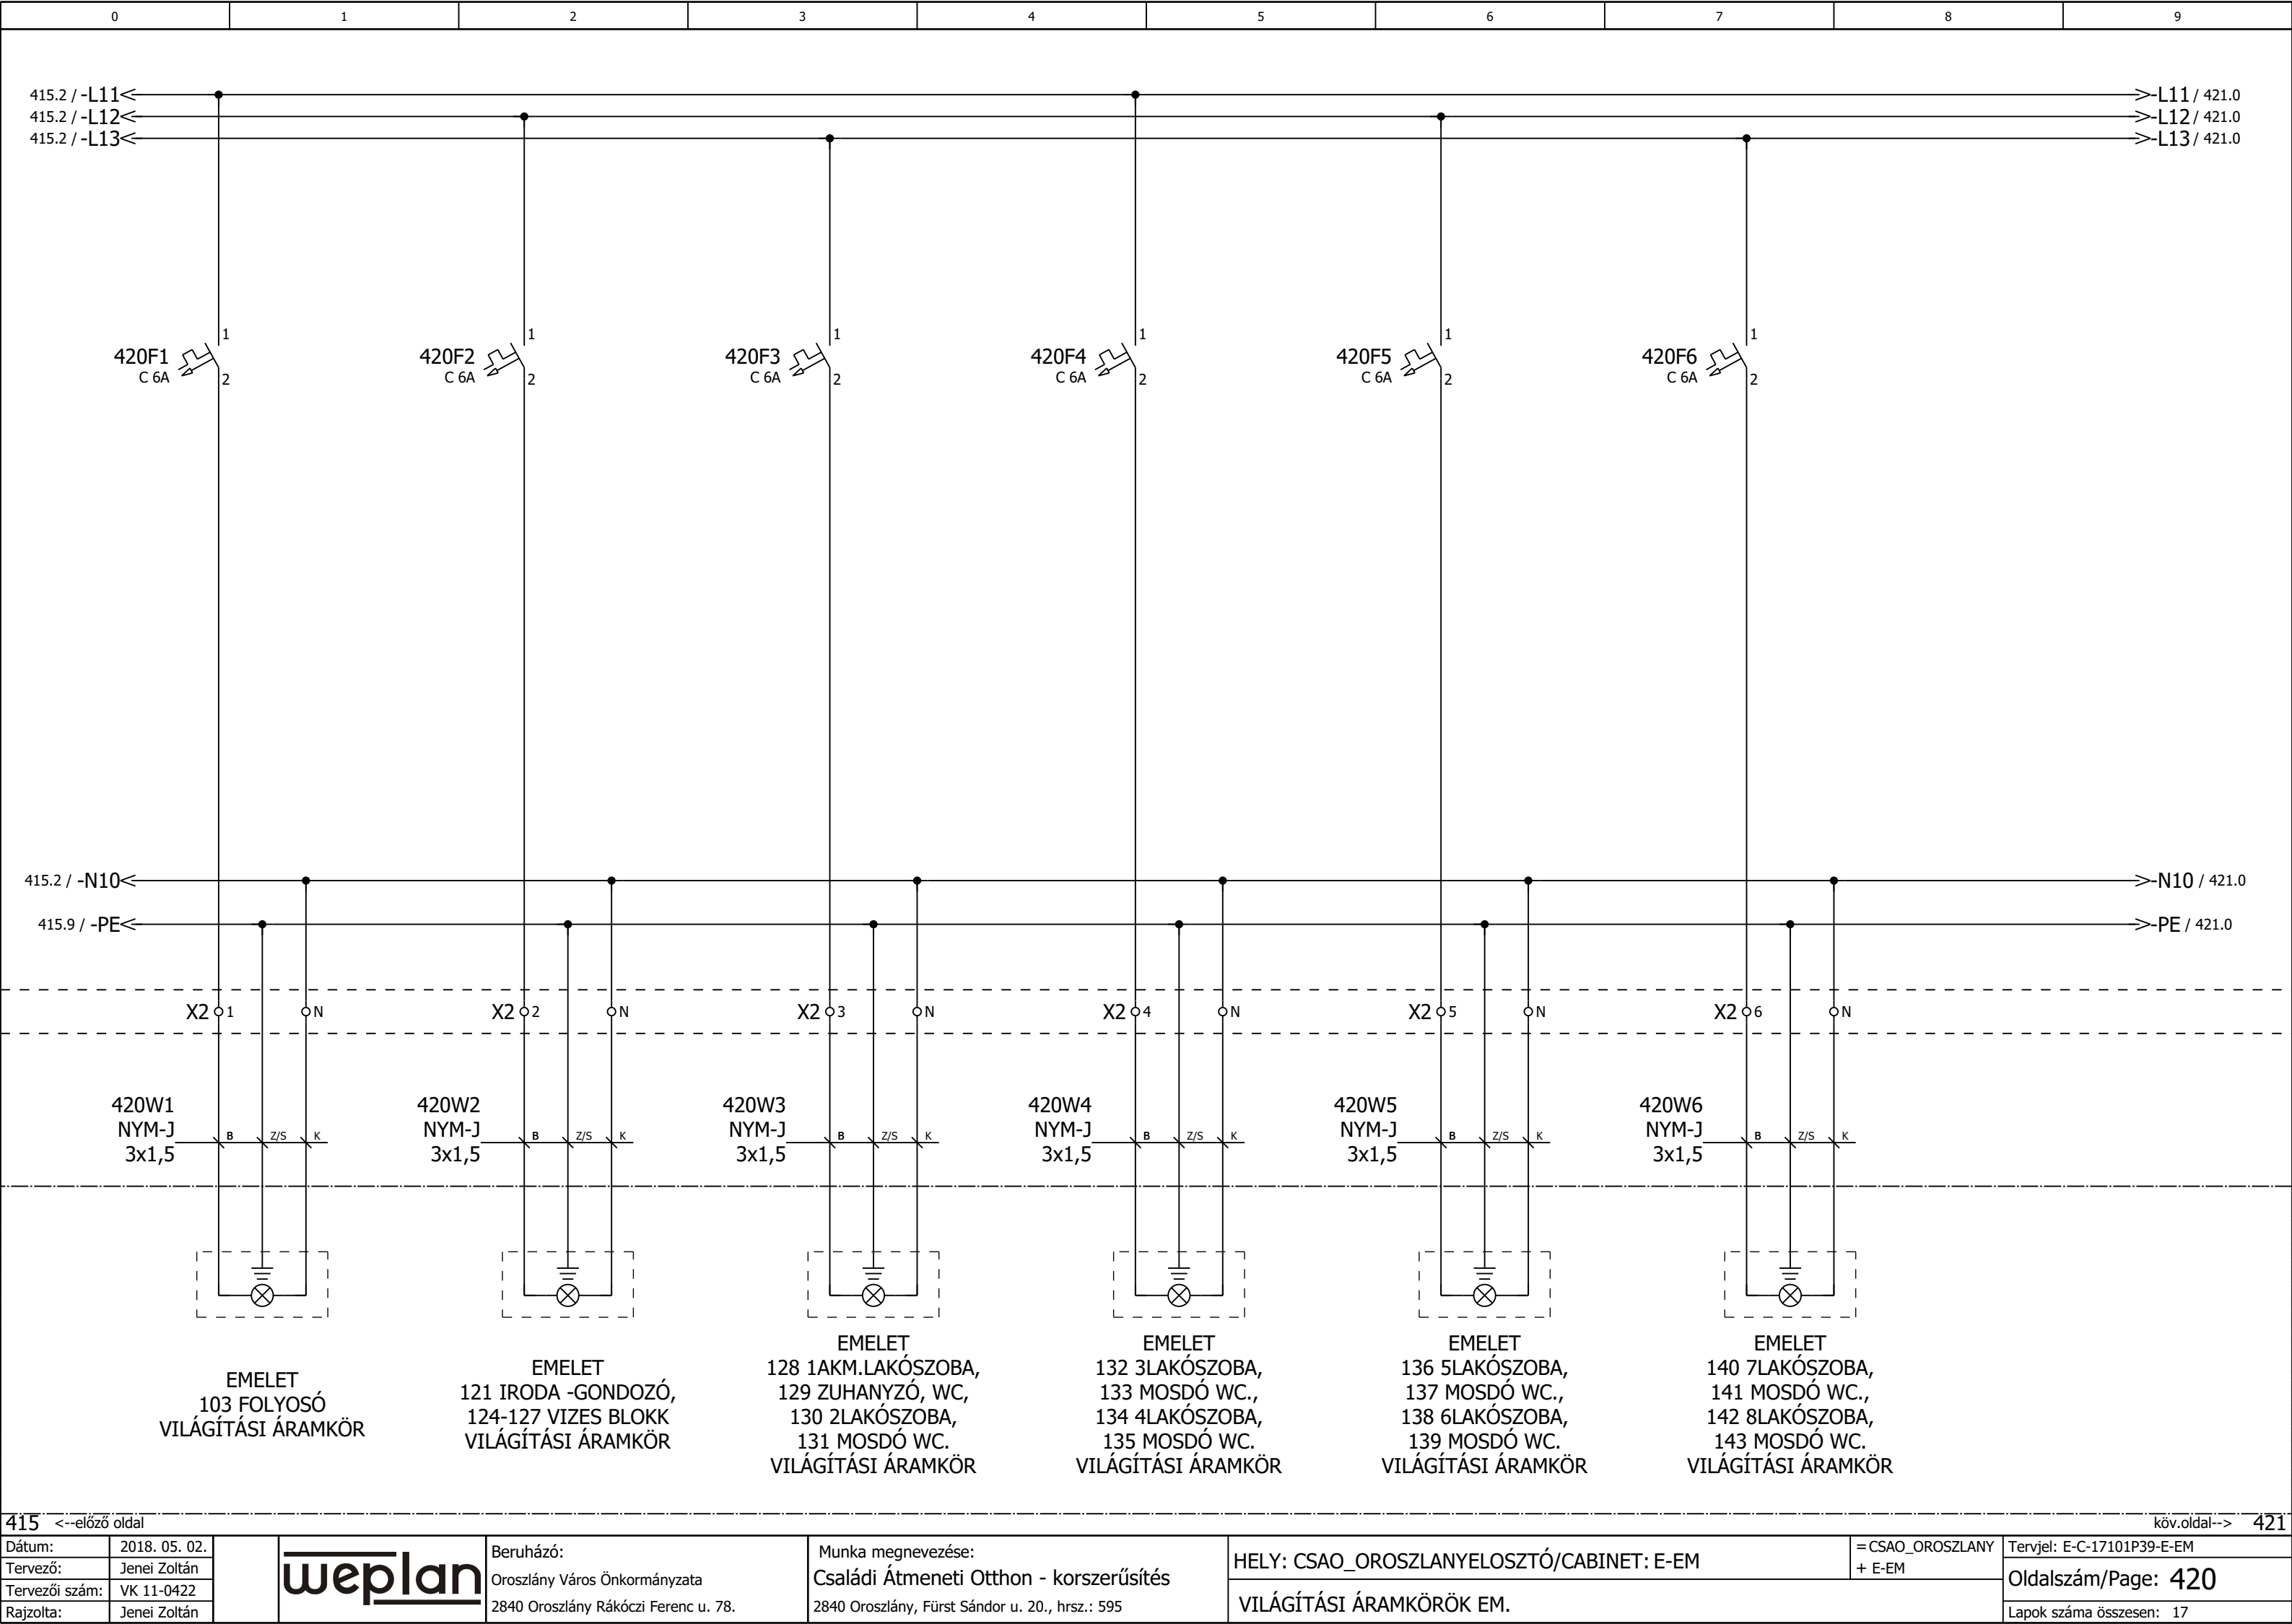 0 1 2 3 4 5 6 7 8 9
415.2 / -L11 -L11 / 421.0
415.2 / -L12 -L12 / 421.0
415.2 / -L13 -L13 / 421.0
1 1 1 1 1 1
420F1 420F2 420F3 420F4 420F5 420F6
C 6A C 6A C 6A C 6A C 6A C 6A
2 2 2 2 2 2
415.2 / -N10 -N10 / 421.0
415.9 / -PE -PE / 421.0
X2 1 N X2 2 N X2 3 N X2 4 N X2 5 N X2 6 N
420W1 420W2 420W3 420W4 420W5 420W6
NYM-J NYM-J NYM-J NYM-J NYM-J NYM-J
B Z/S K B Z/S K B Z/S K B Z/S K B Z/S K B Z/S K
3x1,5 3x1,5 3x1,5 3x1,5 3x1,5 3x1,5
EMELET
103 FOLYOSÓ
VILÁGÍTÁSI ÁRAMKÖR
EMELET
121 IRODA -GONDOZÓ,
124-127 VIZES BLOKK
VILÁGÍTÁSI ÁRAMKÖR
EMELET
128 1AKM.LAKÓSZOBA,
129 ZUHANYZÓ, WC,
130 2LAKÓSZOBA,
131 MOSDÓ WC.
VILÁGÍTÁSI ÁRAMKÖR
EMELET
132 3LAKÓSZOBA,
133 MOSDÓ WC.,
134 4LAKÓSZOBA,
135 MOSDÓ WC.
VILÁGÍTÁSI ÁRAMKÖR
EMELET
136 5LAKÓSZOBA,
137 MOSDÓ WC.,
138 6LAKÓSZOBA,
139 MOSDÓ WC.
VILÁGÍTÁSI ÁRAMKÖR
EMELET
140 7LAKÓSZOBA,
141 MOSDÓ WC.,
142 8LAKÓSZOBA,
143 MOSDÓ WC.
VILÁGÍTÁSI ÁRAMKÖR
415 <--előző oldal
köv.oldal--> 421
Dátum: 2018. 05. 02.
Tervező: Jenei Zoltán
Tervezői szám: VK 11-0422
Rajzolta: Jenei Zoltán
weplan
Beruházó:
Oroszlány Város Önkormányzata
2840 Oroszlány Rákóczi Ferenc u. 78.
Munka megnevezése:
Családi Átmeneti Otthon - korszerűsítés
2840 Oroszlány, Fürst Sándor u. 20., hrsz.: 595
HELY: CSAO_OROSZLANYELOSZTÓ/CABINET: E-EM
VILÁGÍTÁSI ÁRAMKÖRÖK EM.
=CSAO_OROSZLANY
+ E-EM
Tervjel: E-C-17101P39-E-EM
Oldalszám/Page: 420
Lapok száma összesen: 17